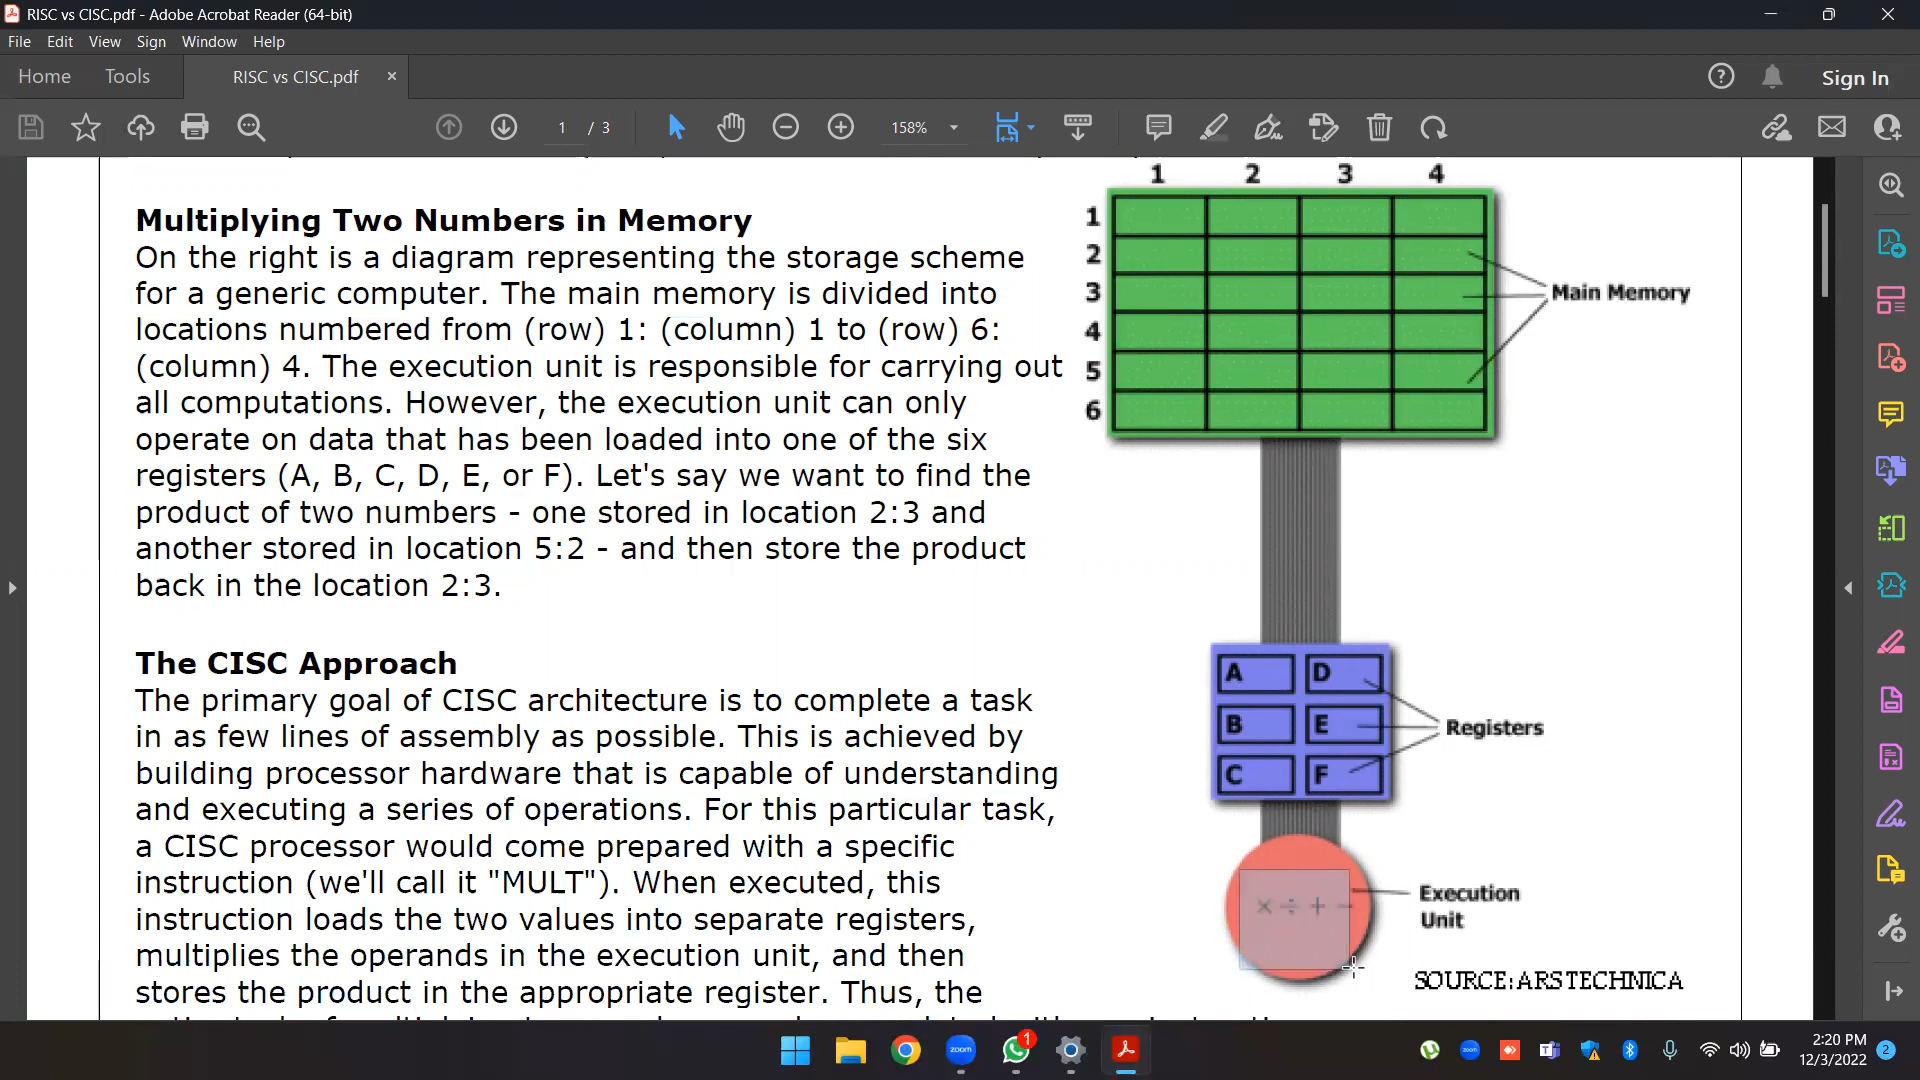 RISC vs CISC.pdf - Adobe Acrobat Reader (64-bit)
File Edit View Sign Window Help
Home Tools RISC vs CISC.pdf × Sign In
1 / 3 158%
Multiplying Two Numbers in Memory
On the right is a diagram representing the storage scheme
for a generic computer. The main memory is divided into
locations numbered from (row) 1: (column) 1 to (row) 6:
(column) 4. The execution unit is responsible for carrying out
all computations. However, the execution unit can only
operate on data that has been loaded into one of the six
registers (A, B, C, D, E, or F). Let's say we want to find the
product of two numbers - one stored in location 2:3 and
another stored in location 5:2 - and then store the product
back in the location 2:3.
The CISC Approach
The primary goal of CISC architecture is to complete a task
in as few lines of assembly as possible. This is achieved by
building processor hardware that is capable of understanding
and executing a series of operations. For this particular task,
a CISC processor would come prepared with a specific
instruction (we'll call it "MULT"). When executed, this
instruction loads the two values into separate registers,
multiplies the operands in the execution unit, and then
stores the product in the appropriate register. Thus, the
1 2 3 4
1
2
3
4
5
6
Main Memory
A D
B E
C F
Registers
× ÷ + −
Execution
Unit
SOURCE:ARSTECHNICA
zoom
1
2:20 PM
12/3/2022
2